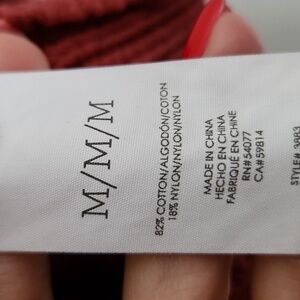 M/M/M
82% COTTON/ALGODÓN/COTON
18% NYLON/NYLON/NYLON
MADE IN CHINA
HECHO EN CHINA
FABRIQUÉ EN CHINE
RN#54077
CA#59814
STYLE# 3883